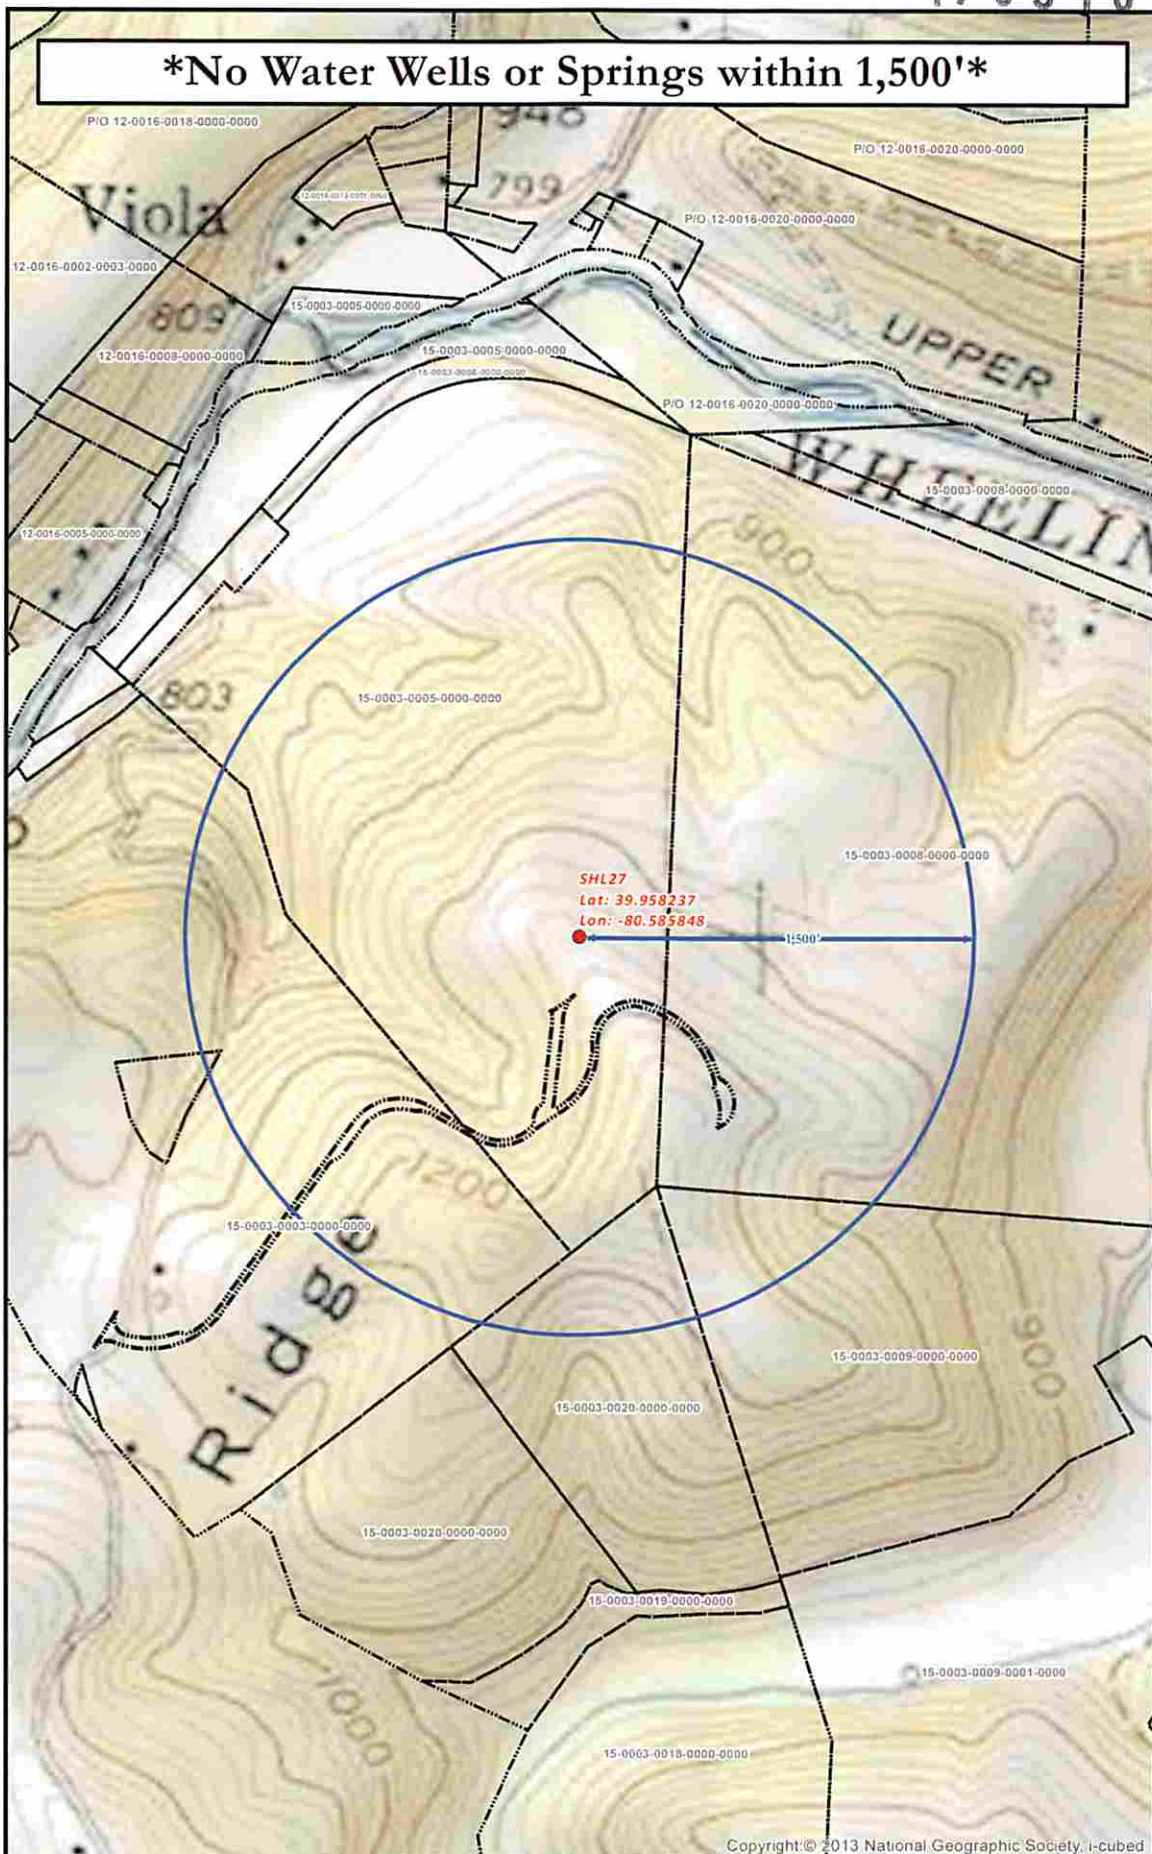 *No Water Wells or Springs within 1,500'*
P/O 12-0016-0018-0000-0000
948
P/O 12-0016-0020-0000-0000
799
Viola
P/O 12-0016-0020-0000-0000
12-0016-0002-0003-0000
15-0003-0005-0000-0000
809
UPPER
12-0016-0008-0000-0000
15-0003-0005-0000-0000
P/O 12-0016-0020-0000-0000
WHEELIN
15-0003-0008-0000-0000
12-0016-0005-0000-0000
900
803
15-0003-0005-0000-0000
15-0003-0008-0000-0000
SHL27
Lat: 39.958237
Lon: -80.585848
1,500'
1200
15-0003-0003-0000-0000
Ridge
900
15-0003-0009-0000-0000
15-0003-0020-0000-0000
15-0003-0020-0000-0000
15-0003-0019-0000-0000
15-0003-0009-0001-0000
1000
15-0003-0018-0000-0000
Copyright:© 2013 National Geographic Society, i-cubed